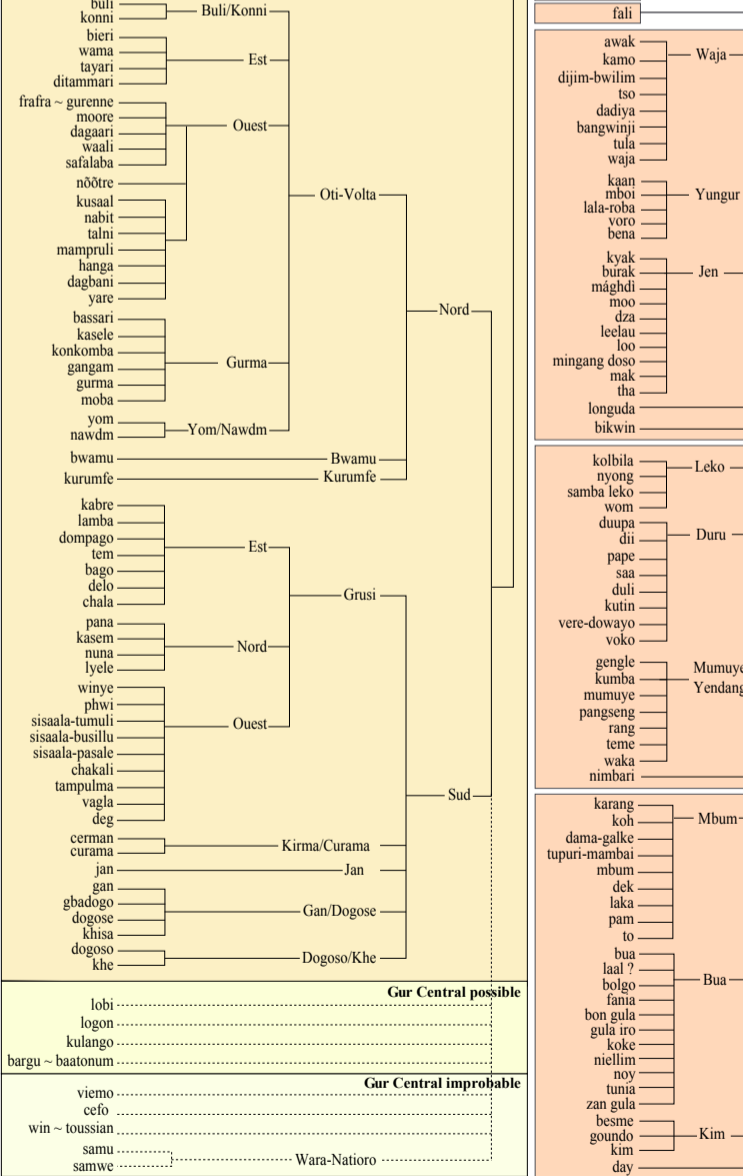 buli
konni
Buli/Konni
bieri
wama
tayari
ditammari
Est
frafra ~ gurenne
moore
dagaari
waali
safalaba
Ouest
nõõtre
kusaal
nabit
talni
mampruli
hanga
dagbani
yare
Oti-Volta
bassari
kasele
konkomba
gangam
gurma
moba
Gurma
yom
nawdm
Yom/Nawdm
bwamu
Bwamu
kurumfe
Kurumfe
Nord
kabre
lamba
dompago
tem
bago
delo
chala
Est
Grusi
pana
kasem
nuna
lyele
Nord
winye
phwi
sisaala-tumuli
sisaala-busillu
sisaala-pasale
chakali
tampulma
vagla
deg
Ouest
Sud
cerman
curama
Kirma/Curama
jan
Jan
gan
gbadogo
dogose
khisa
Gan/Dogose
dogoso
khe
Dogoso/Khe
Gur Central possible
lobi
logon
kulango
bargu ~ baatonum
Gur Central improbable
viemo
cefo
win ~ toussian
samu
samwe
Wara-Natioro
fali
awak
kamo
dijim-bwilim
tso
dadiya
bangwinji
tula
waja
Waja
kaan
mboi
lala-roba
voro
bena
Yungur
kyak
burak
mághdì
moo
dza
leelau
loo
mingang doso
mak
tha
Jen
longuda
bikwin
kolbila
nyong
samba leko
wom
Leko
duupa
dii
pape
saa
duli
kutin
vere-dowayo
voko
Duru
gengle
kumba
mumuye
pangseng
rang
teme
waka
Mumuye
Yendang
nimbari
karang
koh
dama-galke
tupuri-mambai
mbum
dek
laka
pam
to
Mbum
bua
laal ?
bolgo
fania
bon gula
gula iro
koke
niellim
noy
tunia
zan gula
Bua
besme
goundo
kim
Kim
day